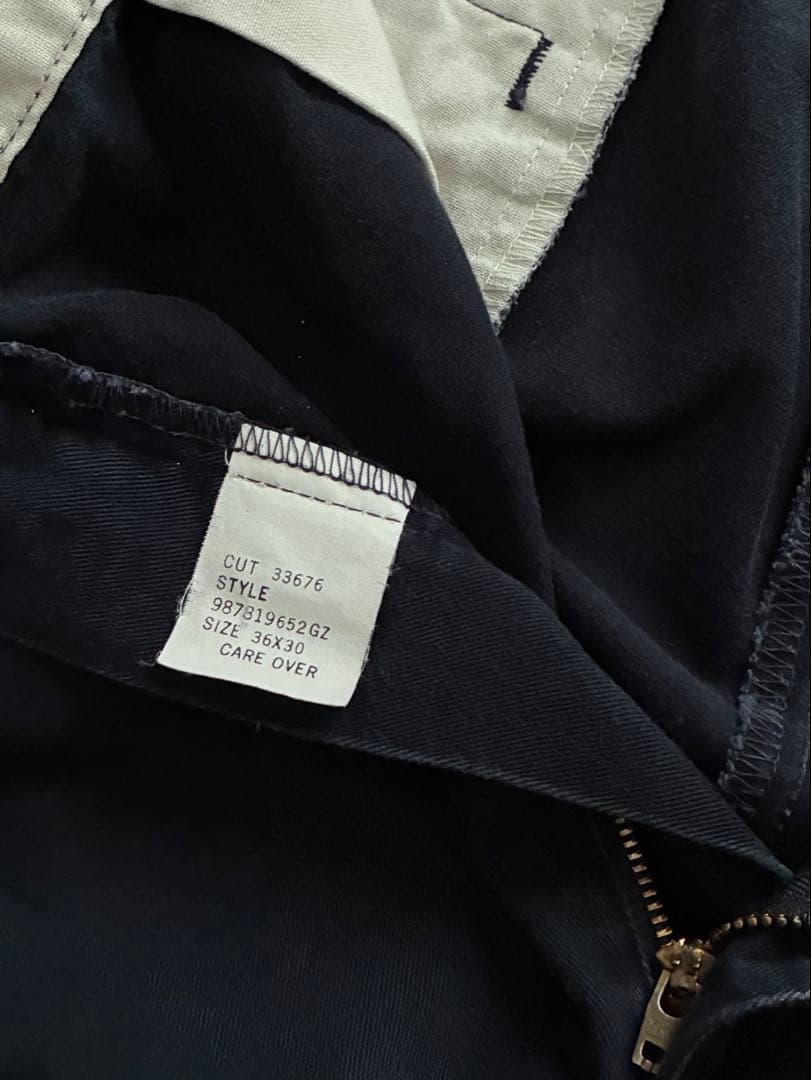 CUT 33676
STYLE
987819652GZ
SIZE 36X30
CARE OVER